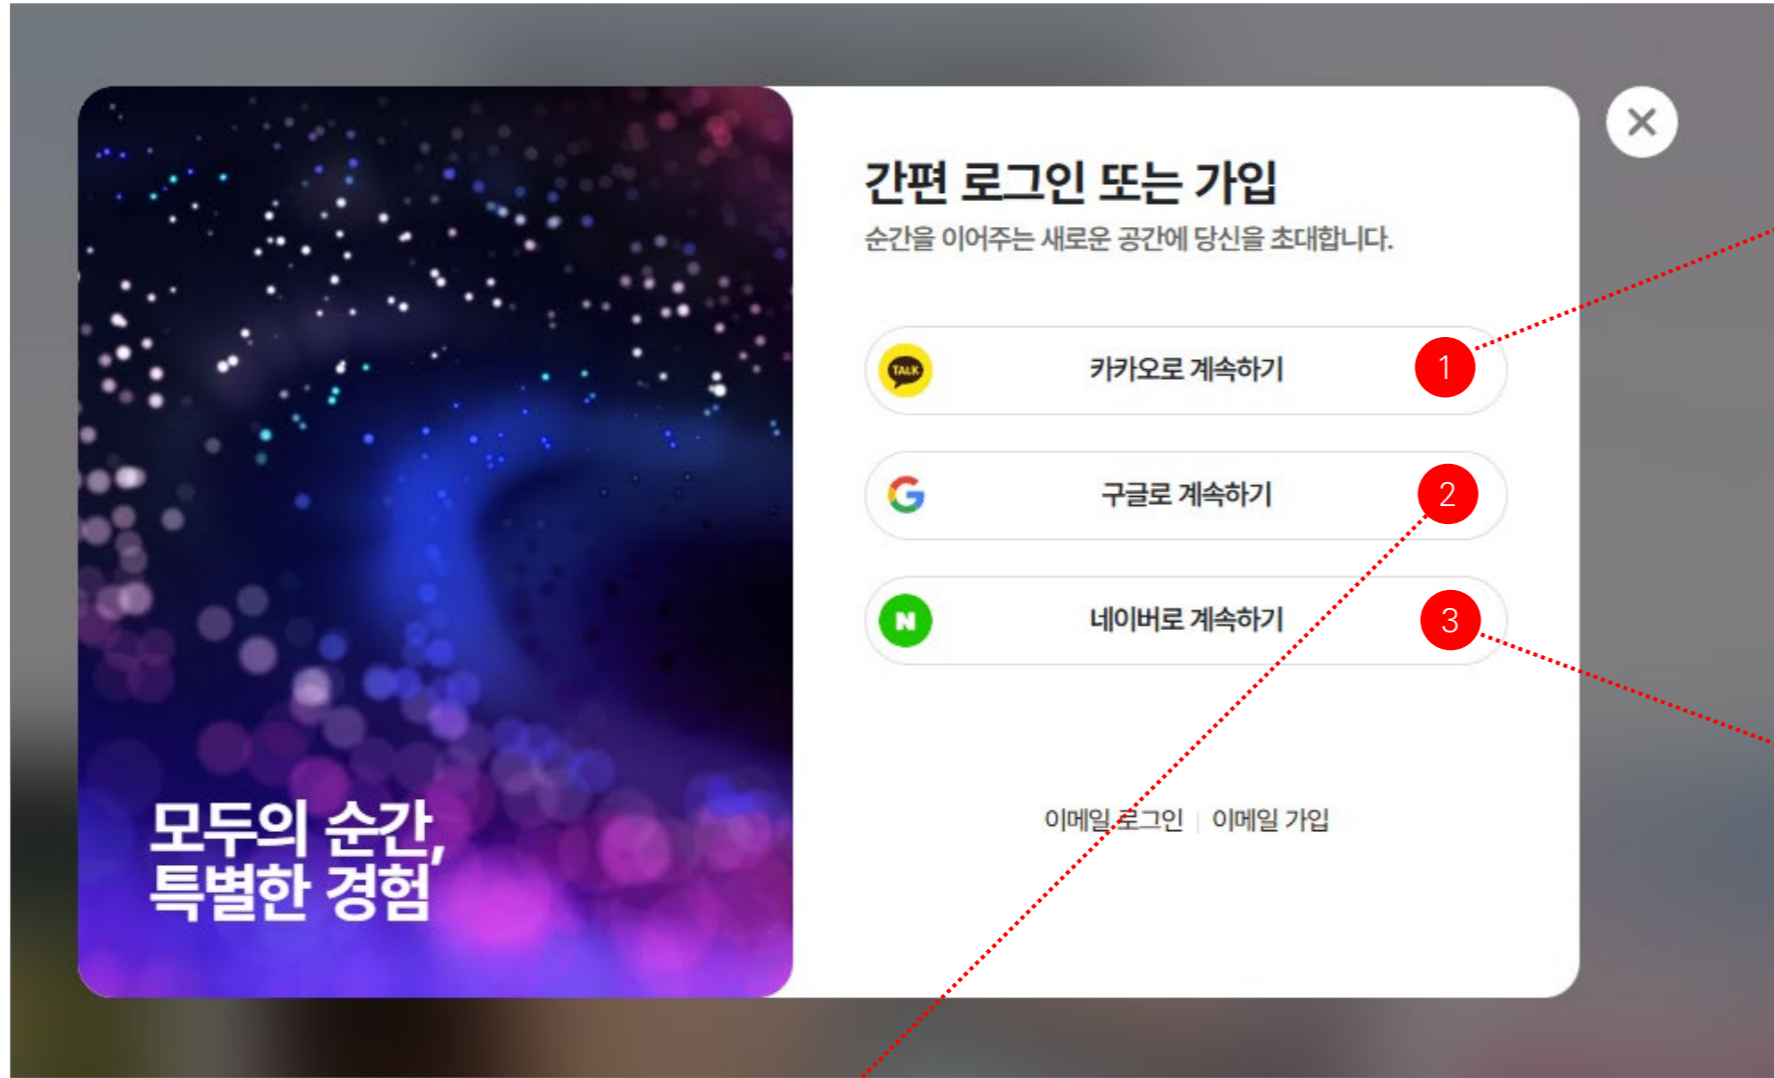 간편 로그인 또는 가입
순간을 이어주는 새로운 공간에 당신을 초대합니다.
TALK 카카오로 계속하기 1
구글로 계속하기 2
N 네이버로 계속하기 3
이메일 로그인 | 이메일 가입
모두의 순간,
특별한 경험